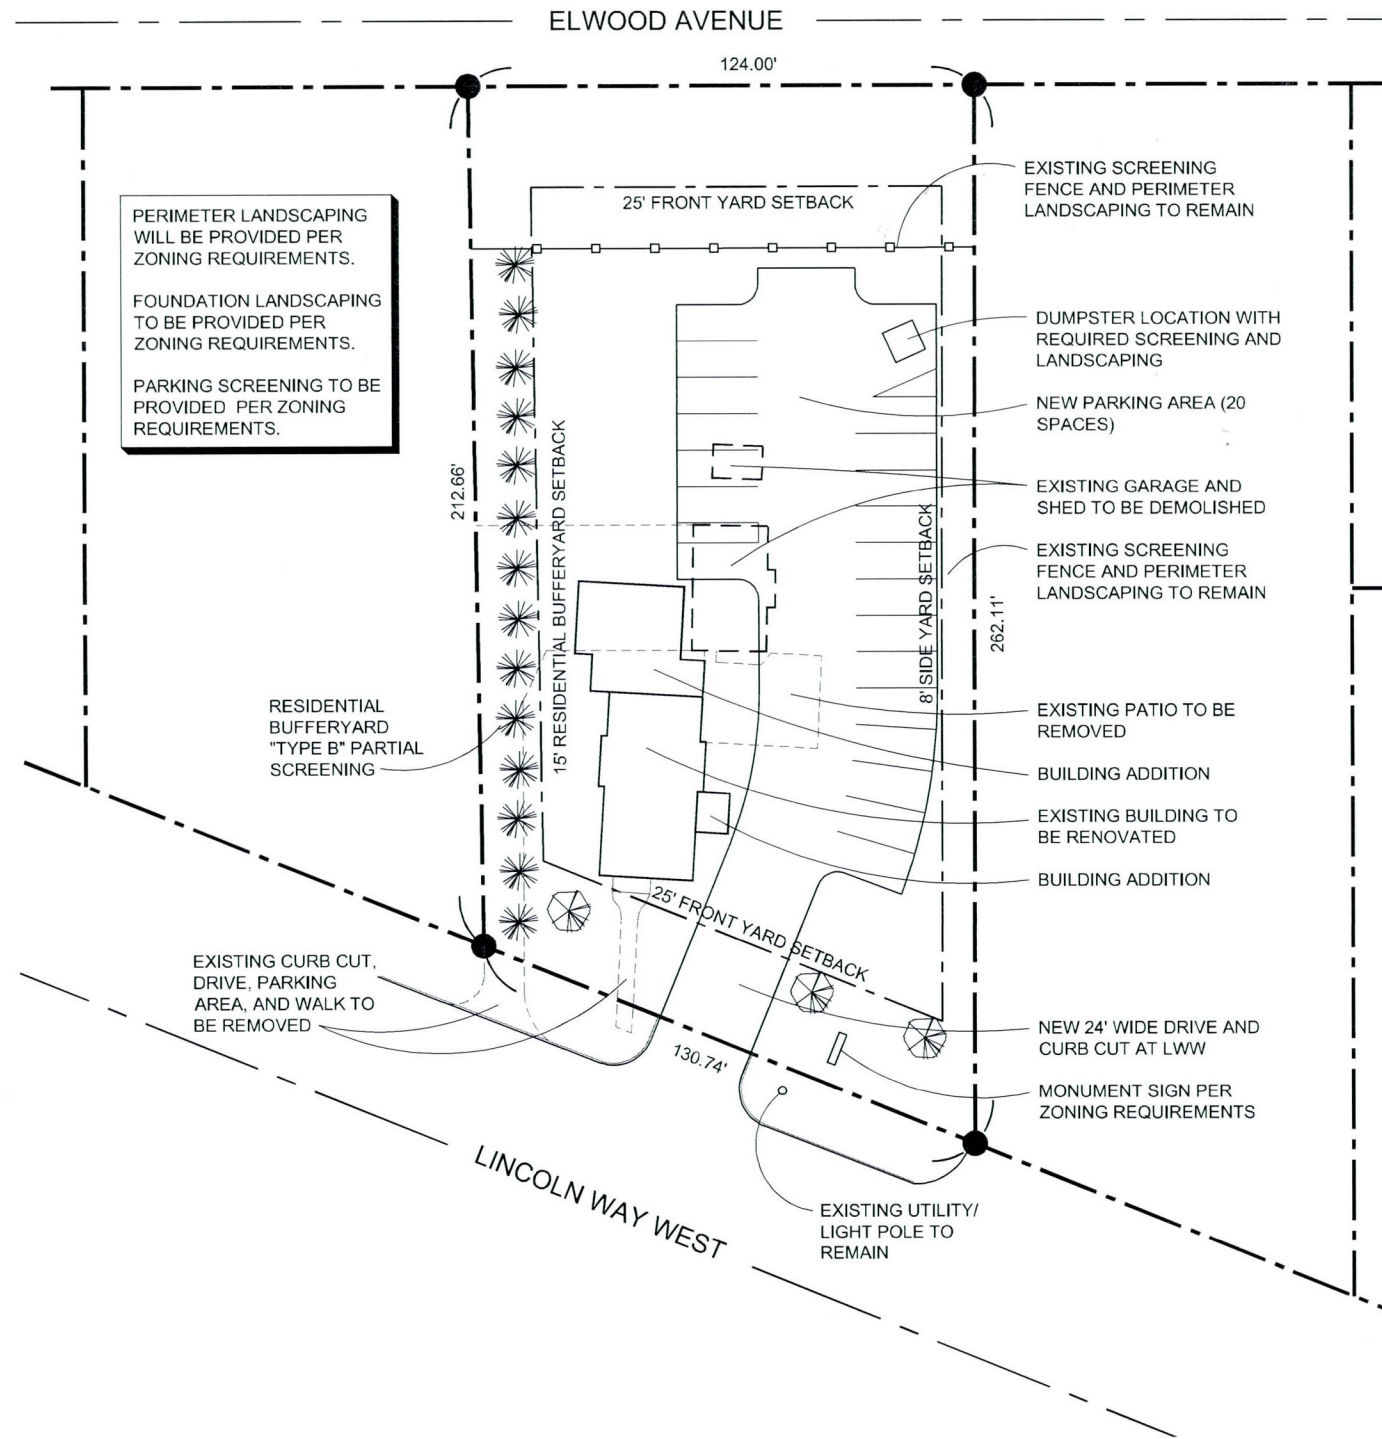 ELWOOD AVENUE
124.00'
EXISTING SCREENING
FENCE AND PERIMETER
LANDSCAPING TO REMAIN
25' FRONT YARD SETBACK
PERIMETER LANDSCAPING
WILL BE PROVIDED PER
ZONING REQUIREMENTS.
FOUNDATION LANDSCAPING
TO BE PROVIDED PER
ZONING REQUIREMENTS.
PARKING SCREENING TO BE
PROVIDED PER ZONING
REQUIREMENTS.
DUMPSTER LOCATION WITH
REQUIRED SCREENING AND
LANDSCAPING
NEW PARKING AREA (20
SPACES)
212.66'
15' RESIDENTIAL BUFFERYARD SETBACK
EXISTING GARAGE AND
SHED TO BE DEMOLISHED
8' SIDE YARD SETBACK
EXISTING SCREENING
FENCE AND PERIMETER
LANDSCAPING TO REMAIN
262.11'
RESIDENTIAL
BUFFERYARD
"TYPE B" PARTIAL
SCREENING
EXISTING PATIO TO BE
REMOVED
BUILDING ADDITION
EXISTING BUILDING TO
BE RENOVATED
BUILDING ADDITION
25' FRONT YARD SETBACK
EXISTING CURB CUT,
DRIVE, PARKING
AREA, AND WALK TO
BE REMOVED
NEW 24' WIDE DRIVE AND
CURB CUT AT LWW
130.74'
MONUMENT SIGN PER
ZONING REQUIREMENTS
LINCOLN WAY WEST
EXISTING UTILITY/
LIGHT POLE TO
REMAIN